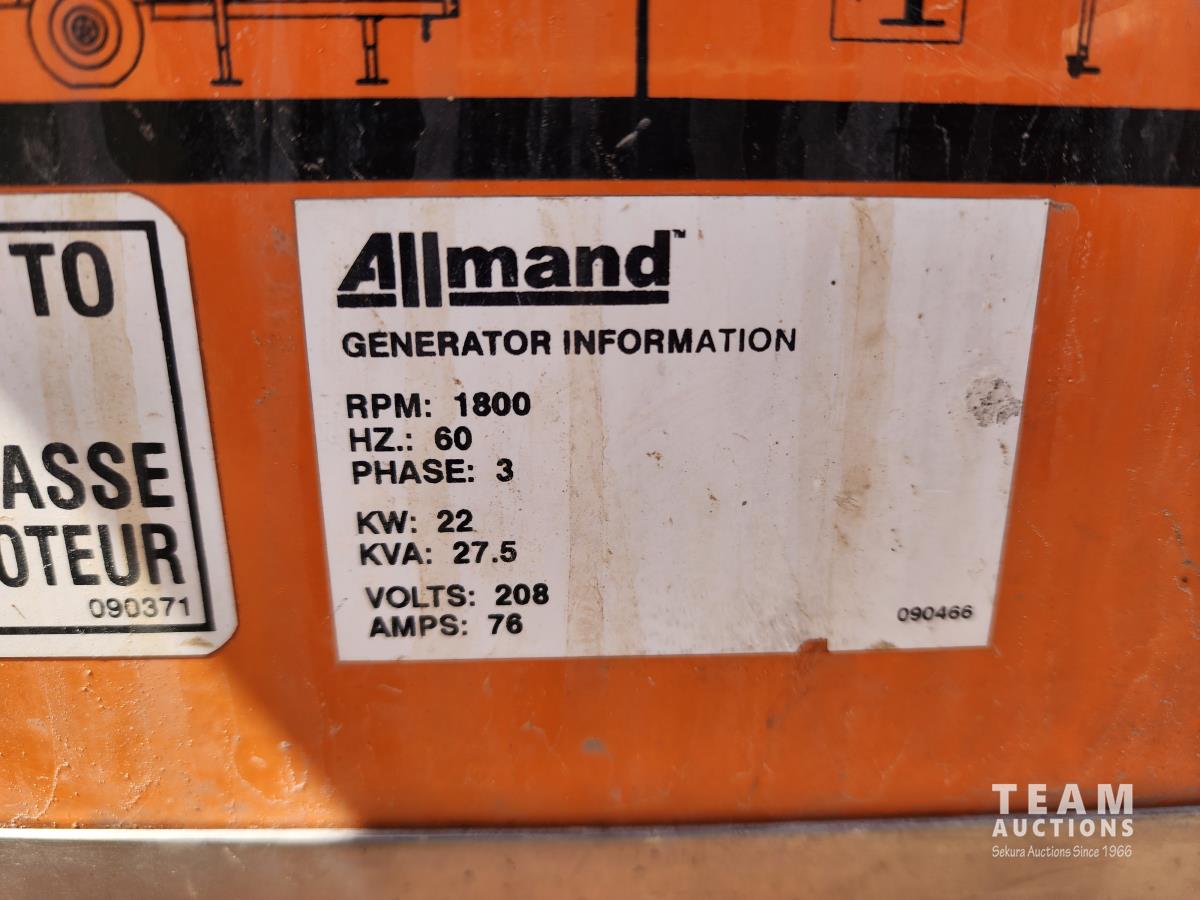 TO
ASSE
OTEUR
090371
Allmand™
GENERATOR INFORMATION
RPM: 1800
HZ.: 60
PHASE: 3
KW: 22
KVA: 27.5
VOLTS: 208
AMPS: 76
090466
TEAM
AUCTIONS
Sekura Auctions Since 1966